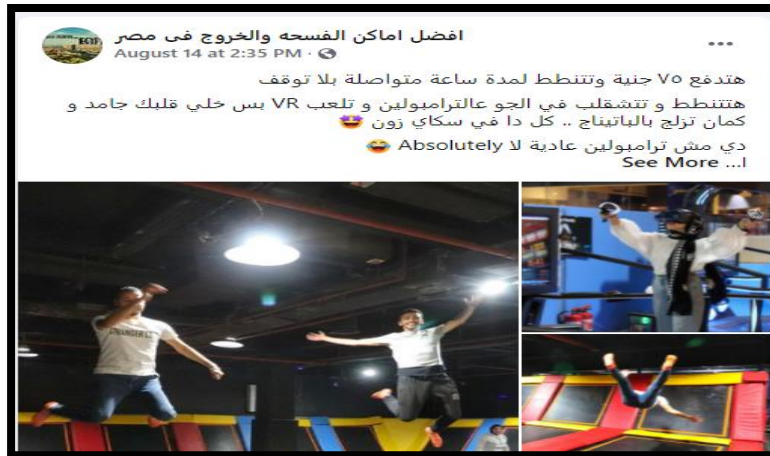 افضل اماكن الفسحه والخروج فى مصر
August 14 at 2:35 PM ·
هتدفع ٧٥ جنية وتتنطط لمدة ساعة متواصلة بلا توقف
هتتنطط و تتشقلب في الجو عالترامبولين و تلعب VR بس خلي قلبك جامد و
كمان تزلج بالباتيناج .. كل دا في سكاي زون 🤩
دي مش ترامبولين عادية لا Absolutely 😂
ا... See More